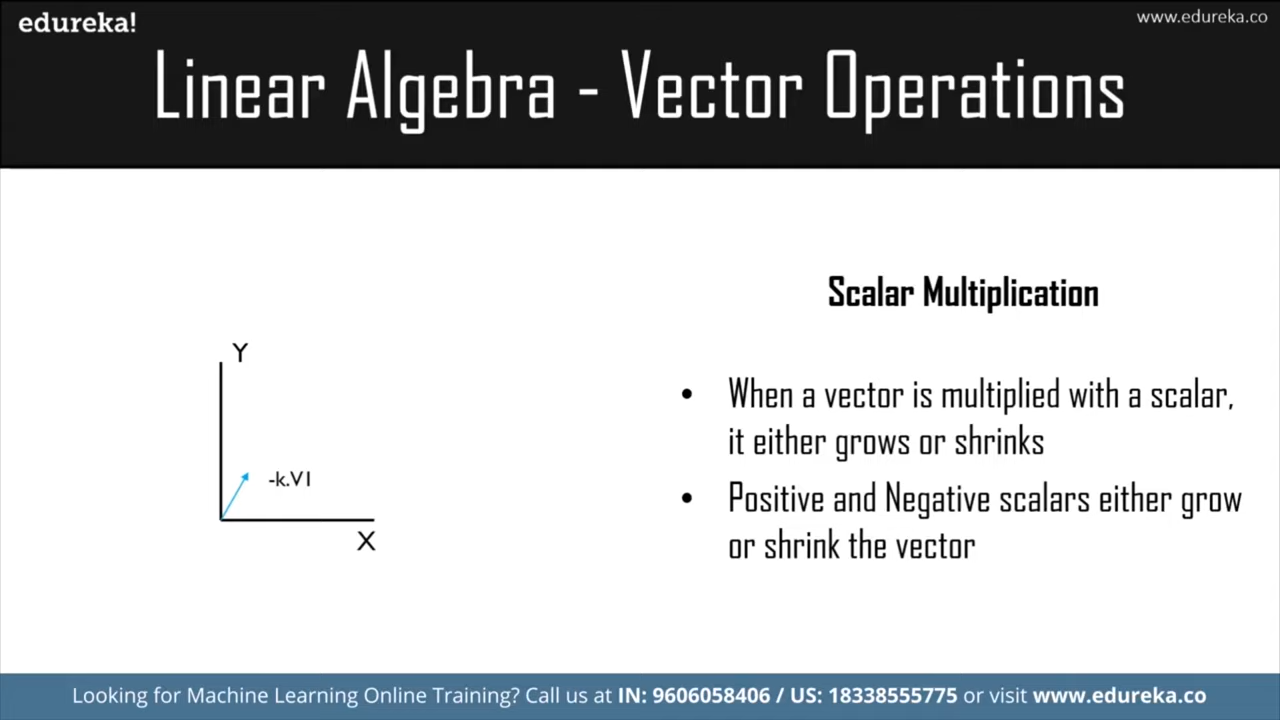 edureka!
www.edureka.co
Linear Algebra - Vector Operations
Scalar Multiplication
Y
-k.V1
X
• When a vector is multiplied with a scalar,
it either grows or shrinks
• Positive and Negative scalars either grow
or shrink the vector
Looking for Machine Learning Online Training? Call us at IN: 9606058406 / US: 18338555775 or visit www.edureka.co